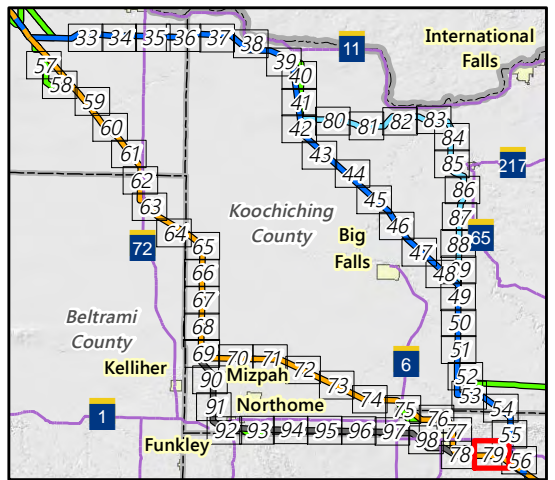 33 34 35 36 37 38
11
International
Falls
39
57 58 40
59 41
60 42 80 81 82 83
61 43 84
62 44 85 217
63 45 86
64 Koochiching
County 46 87
72 65 Big
Falls 47 88 65
66 48 89
67 49
Beltrami
County 68 50
69 70 71 72 6 51
Kelliher 90 Mizpah 73 52
91 Northome 74 75 53
1 92 93 94 95 96 97 76 54
Funkley 98 77 55
78 79 56